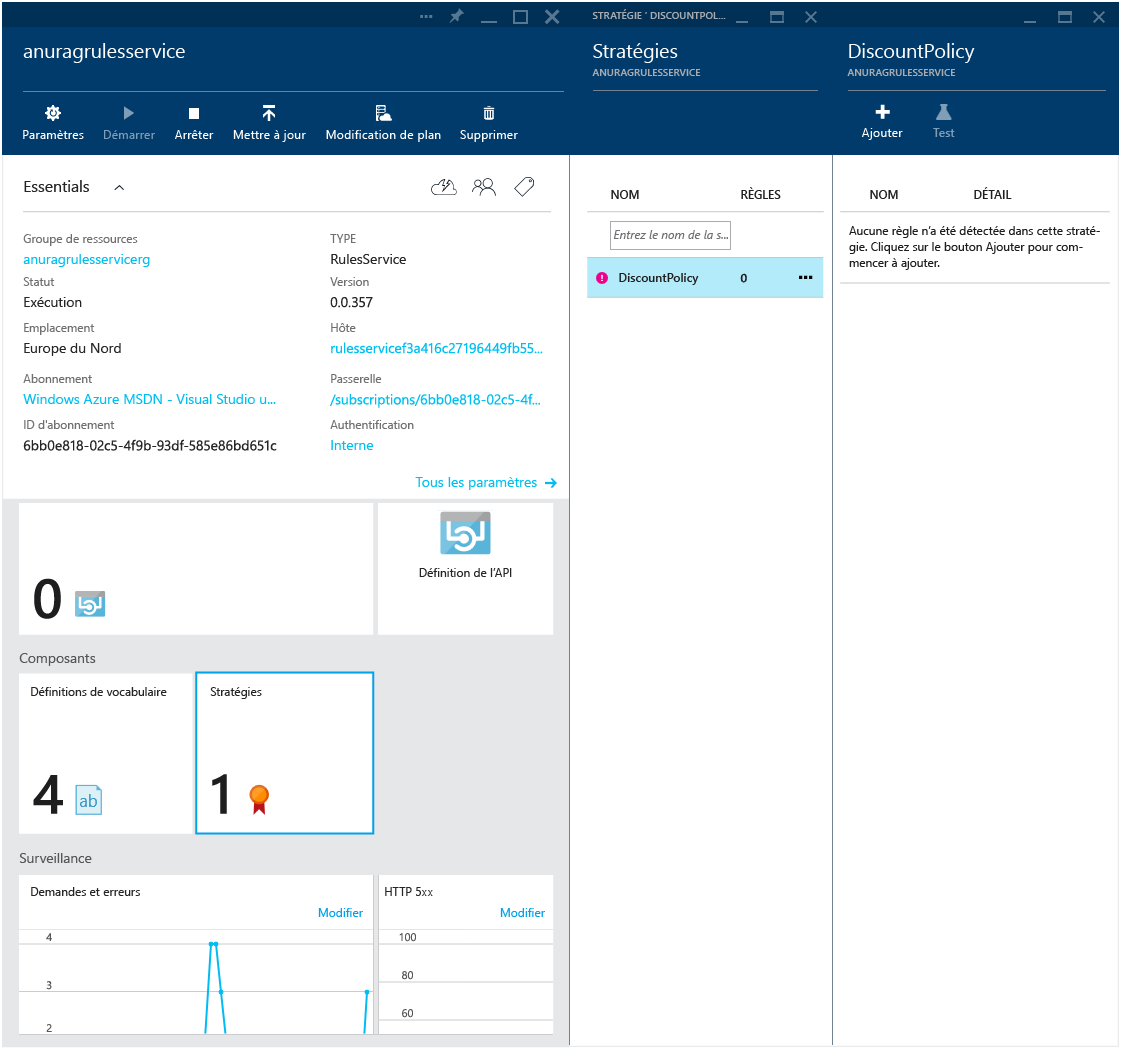 anuragrulesservice
Paramètres
Démarrer
Arrêter
Mettre à jour
Modification de plan
Supprimer
Essentials
Groupe de ressources
anuragrulesservicerg
Statut
Exécution
Emplacement
Europe du Nord
Abonnement
Windows Azure MSDN - Visual Studio u...
ID d'abonnement
6bb0e818-02c5-4f9b-93df-585e86bd651c
TYPE
RulesService
Version
0.0.357
Hôte
rulesservicef3a416c27196449fb55...
Passerelle
/subscriptions/6bb0e818-02c5-4f...
Authentification
Interne
Tous les paramètres →
0
Définition de l'API
Composants
Définitions de vocabulaire
4
ab
Stratégies
1
Surveillance
Demandes et erreurs
Modifier
4
3
2
HTTP 5xx
Modifier
100
80
60
STRATÉGIE ' DISCOUNTPOL...
Stratégies
ANURAGRULESSERVICE
NOM
RÈGLES
Entrez le nom de la s...
DiscountPolicy
0
DiscountPolicy
ANURAGRULESSERVICE
Ajouter
Test
NOM
DÉTAIL
Aucune règle n'a été détectée dans cette straté-
gie. Cliquez sur le bouton Ajouter pour com-
mencer à ajouter.